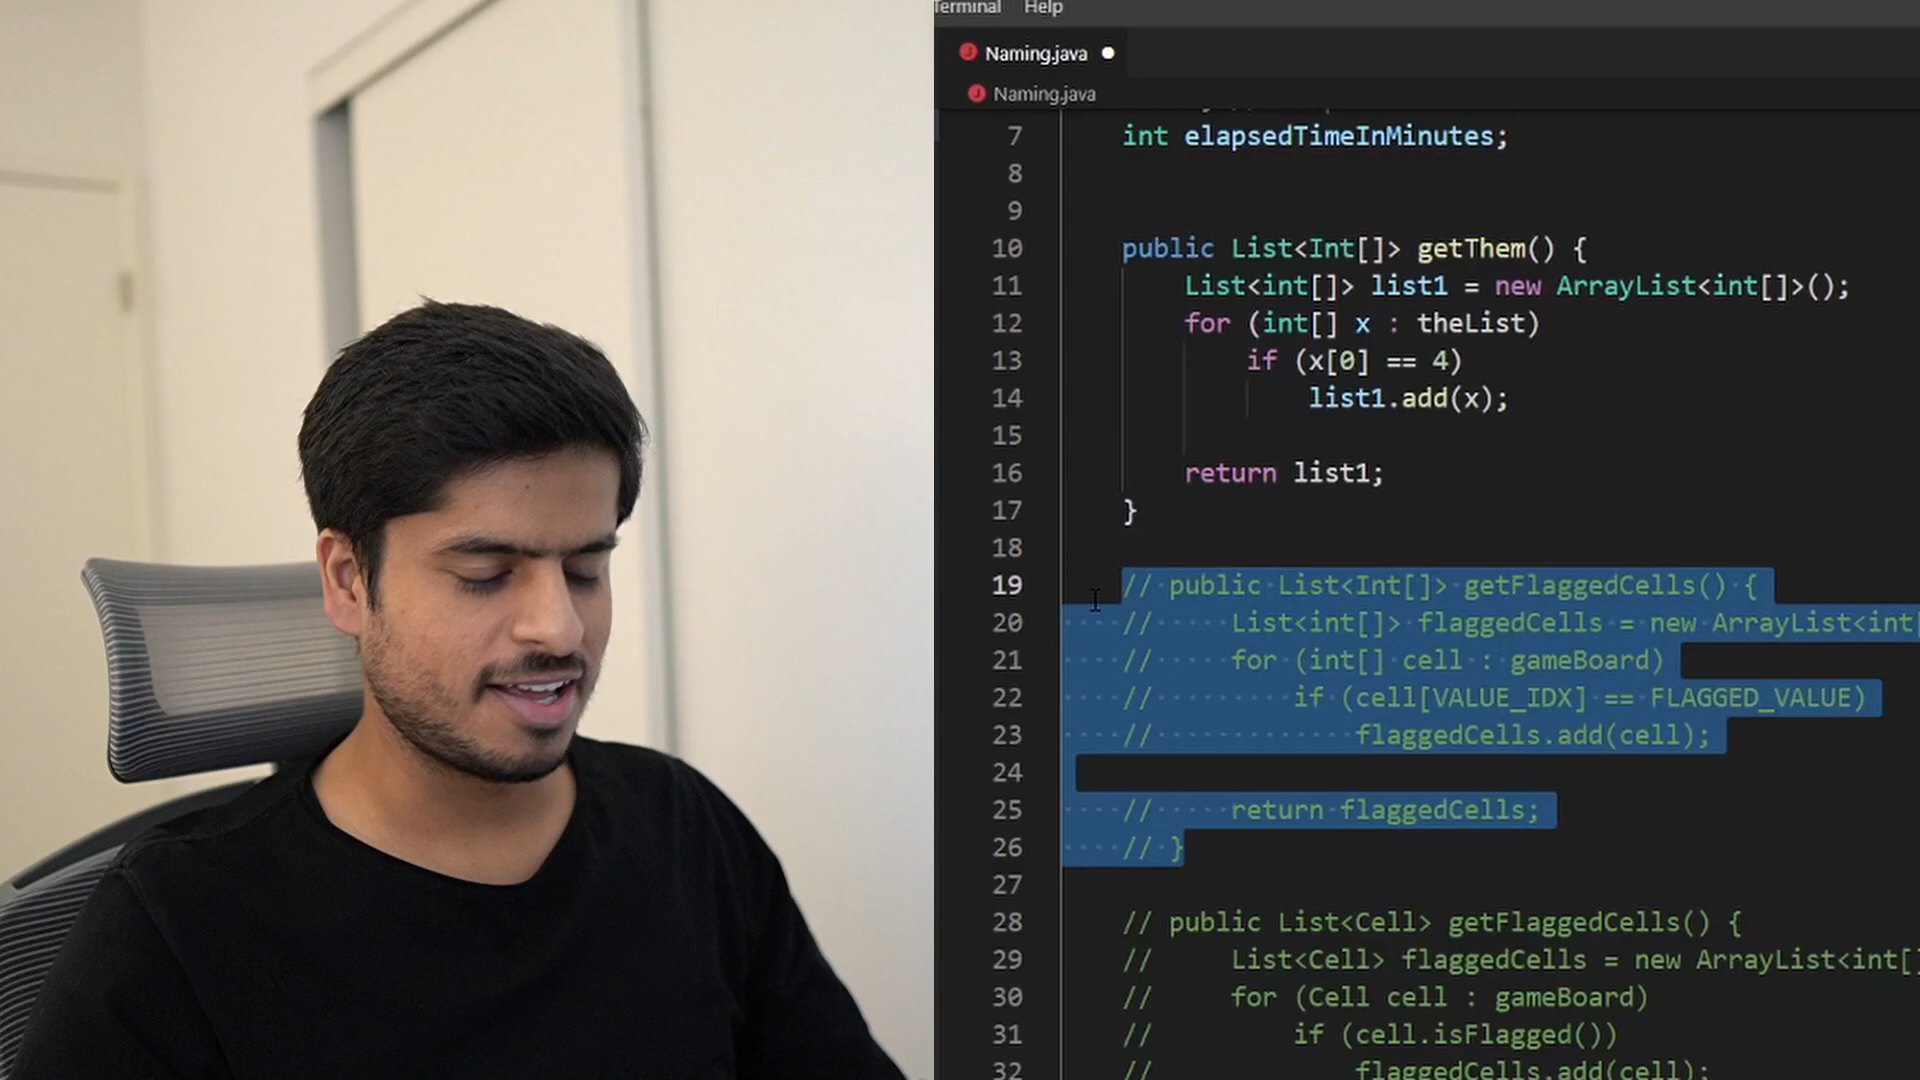 Terminal Help
Naming.java
Naming.java
7 int elapsedTimeInMinutes;
8
9
10 public List<Int[]> getThem() {
11 List<int[]> list1 = new ArrayList<int[]>();
12 for (int[] x : theList)
13 if (x[0] == 4)
14 list1.add(x);
15
16 return list1;
17 }
18
19 // public List<Int[]> getFlaggedCells() {
20 // List<int[]> flaggedCells = new ArrayList<int[
21 // for (int[] cell : gameBoard)
22 // if (cell[VALUE_IDX] == FLAGGED_VALUE)
23 // flaggedCells.add(cell);
24
25 // return flaggedCells;
26 // }
27
28 // public List<Cell> getFlaggedCells() {
29 // List<Cell> flaggedCells = new ArrayList<int[]
30 // for (Cell cell : gameBoard)
31 // if (cell.isFlagged())
32 // flaggedCells.add(cell);